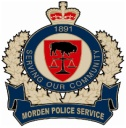 1891
SERVING OUR COMMUNITY
MORDEN POLICE SERVICE